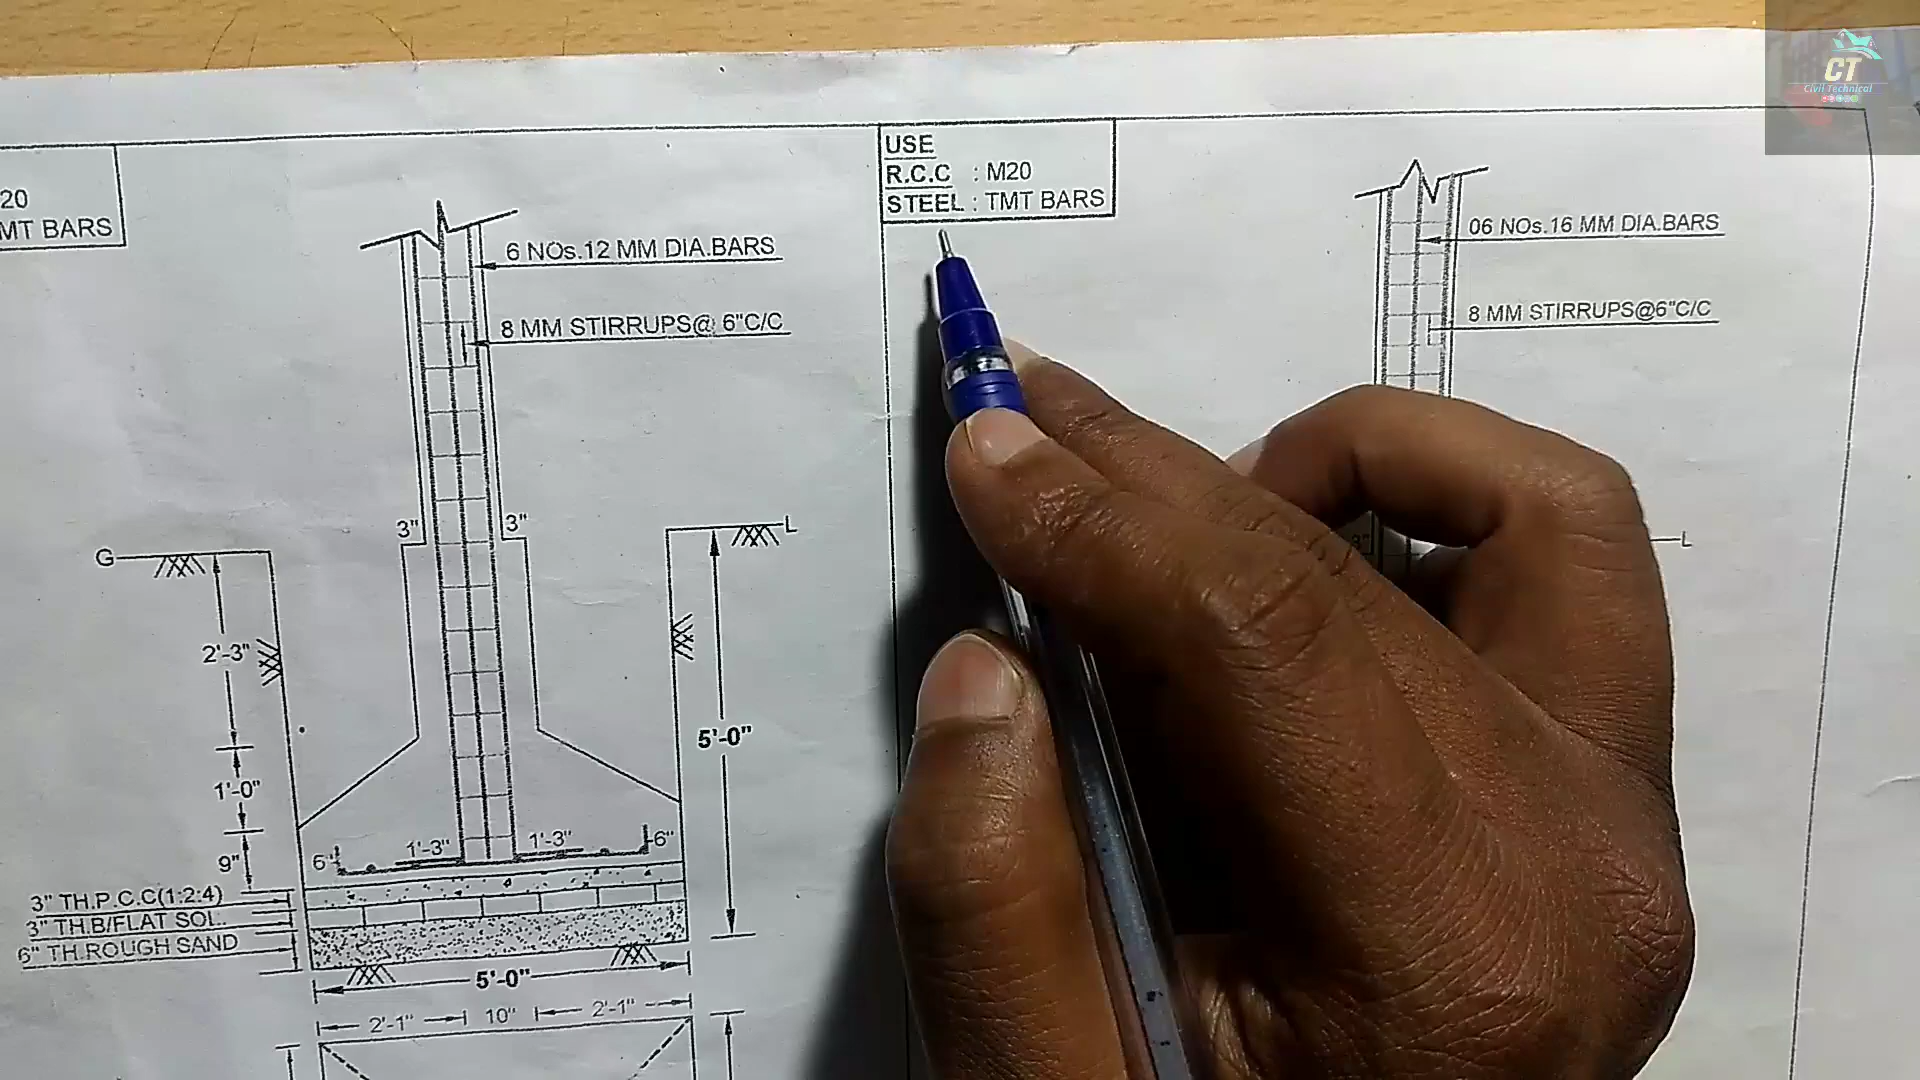 CT
Civil Technical
20
MT BARS
USE
R.C.C : M20
STEEL : TMT BARS
6 NOs.12 MM DIA.BARS
8 MM STIRRUPS@ 6"C/C
06 NOs.16 MM DIA.BARS
8 MM STIRRUPS@6"C/C
3" 3"
G L
3" L
2'-3"
5'-0"
1'-0"
9"
6" 1'-3" 1'-3" 6"
3" TH.P.C.C(1:2:4)
3" TH.B/FLAT SOL.
6" TH.ROUGH SAND
5'-0"
2'-1" 10" 2'-1"